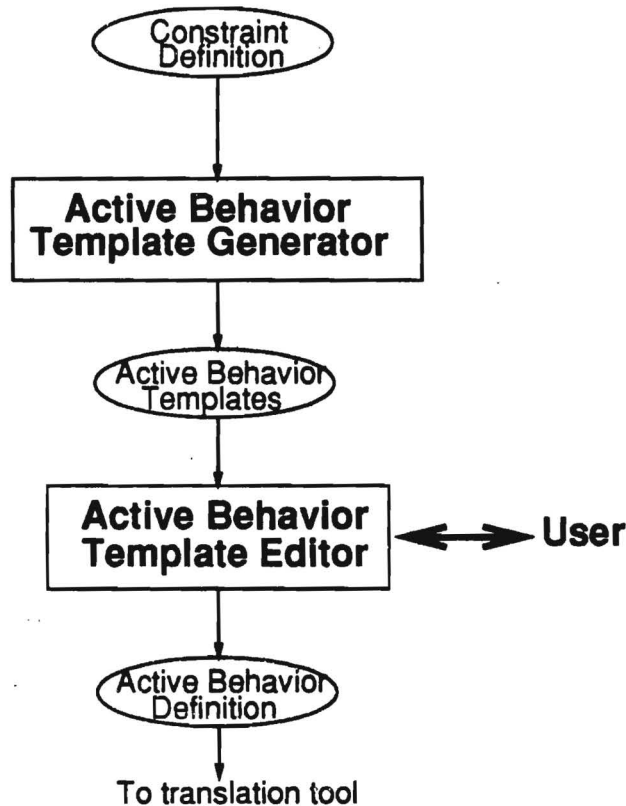 Constraint
Definition
Active Behavior
Template Generator
Active Behavior
Templates
Active Behavior
Template Editor
User
Active Behavior
Definition
To translation tool